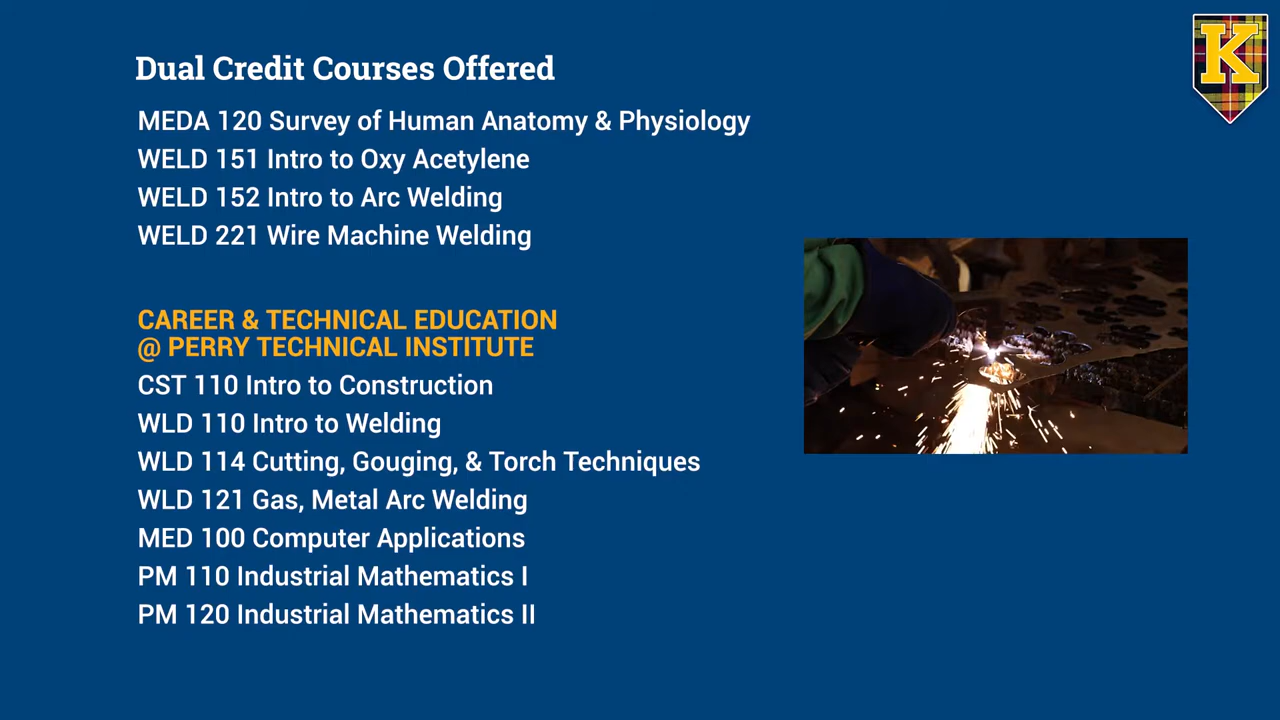 K
Dual Credit Courses Offered
MEDA 120 Survey of Human Anatomy & Physiology
WELD 151 Intro to Oxy Acetylene
WELD 152 Intro to Arc Welding
WELD 221 Wire Machine Welding
CAREER & TECHNICAL EDUCATION
@ PERRY TECHNICAL INSTITUTE
CST 110 Intro to Construction
WLD 110 Intro to Welding
WLD 114 Cutting, Gouging, & Torch Techniques
WLD 121 Gas, Metal Arc Welding
MED 100 Computer Applications
PM 110 Industrial Mathematics I
PM 120 Industrial Mathematics II